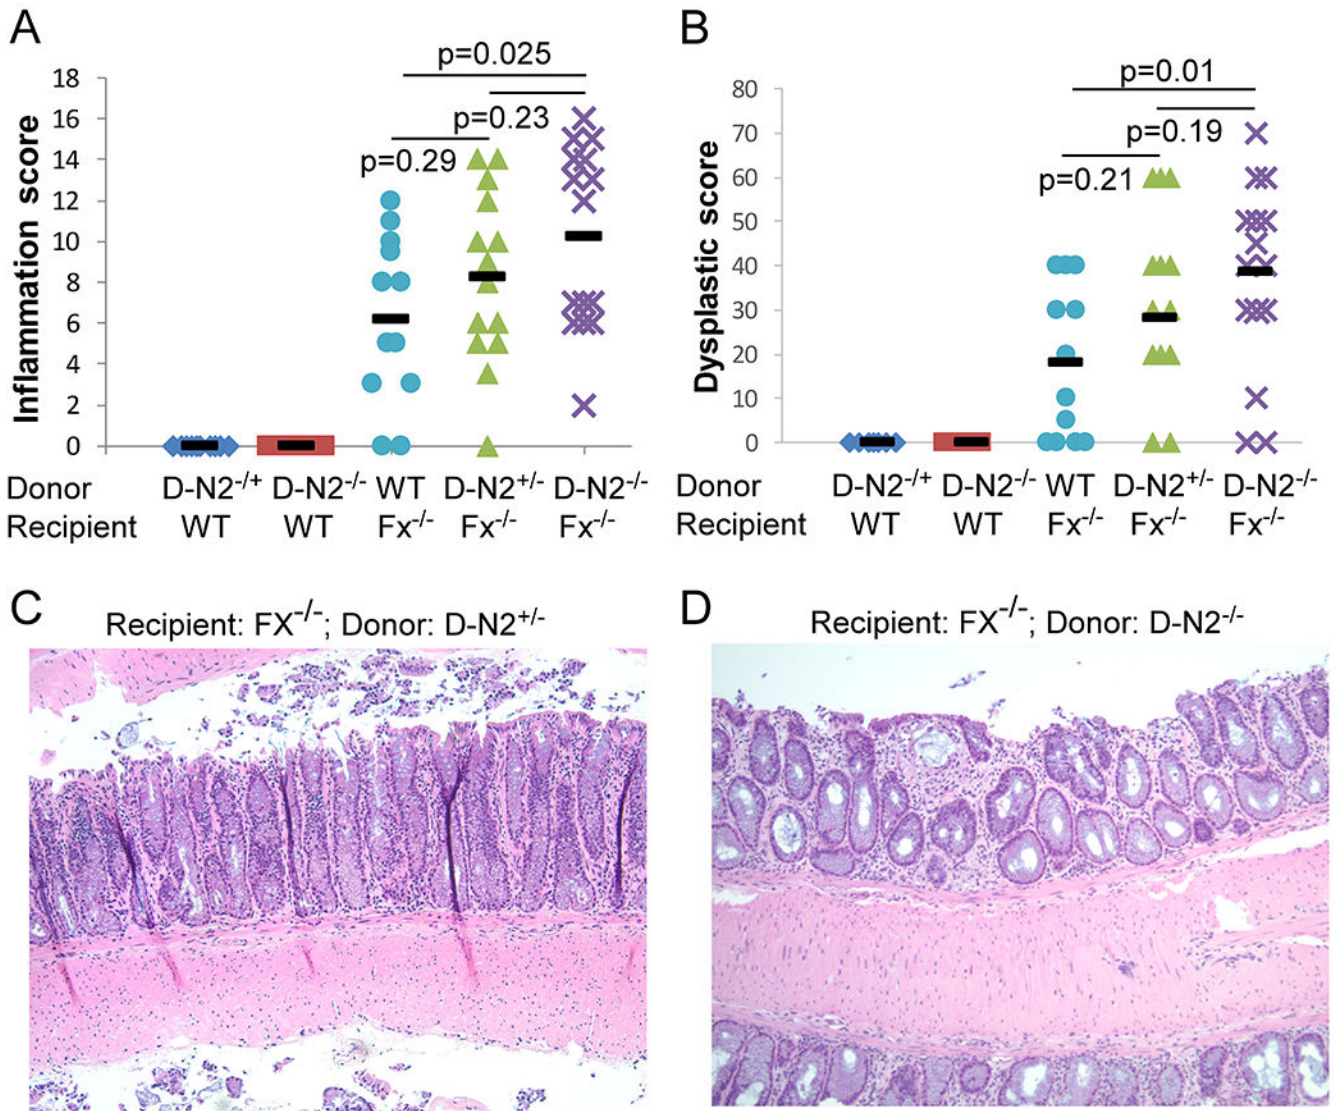 A
p=0.025
p=0.23
p=0.29
Inflammation score
18
16
14
12
10
8
6
4
2
0
Donor D-N2-/+ D-N2-/- WT D-N2+/- D-N2-/-
Recipient WT WT Fx-/- Fx-/- Fx-/-
B
p=0.01
p=0.19
p=0.21
Dysplastic score
80
70
60
50
40
30
20
10
0
Donor D-N2-/+ D-N2-/- WT D-N2+/- D-N2-/-
Recipient WT WT Fx-/- Fx-/- Fx-/-
C
Recipient: FX-/-; Donor: D-N2+/-
D
Recipient: FX-/-; Donor: D-N2-/-